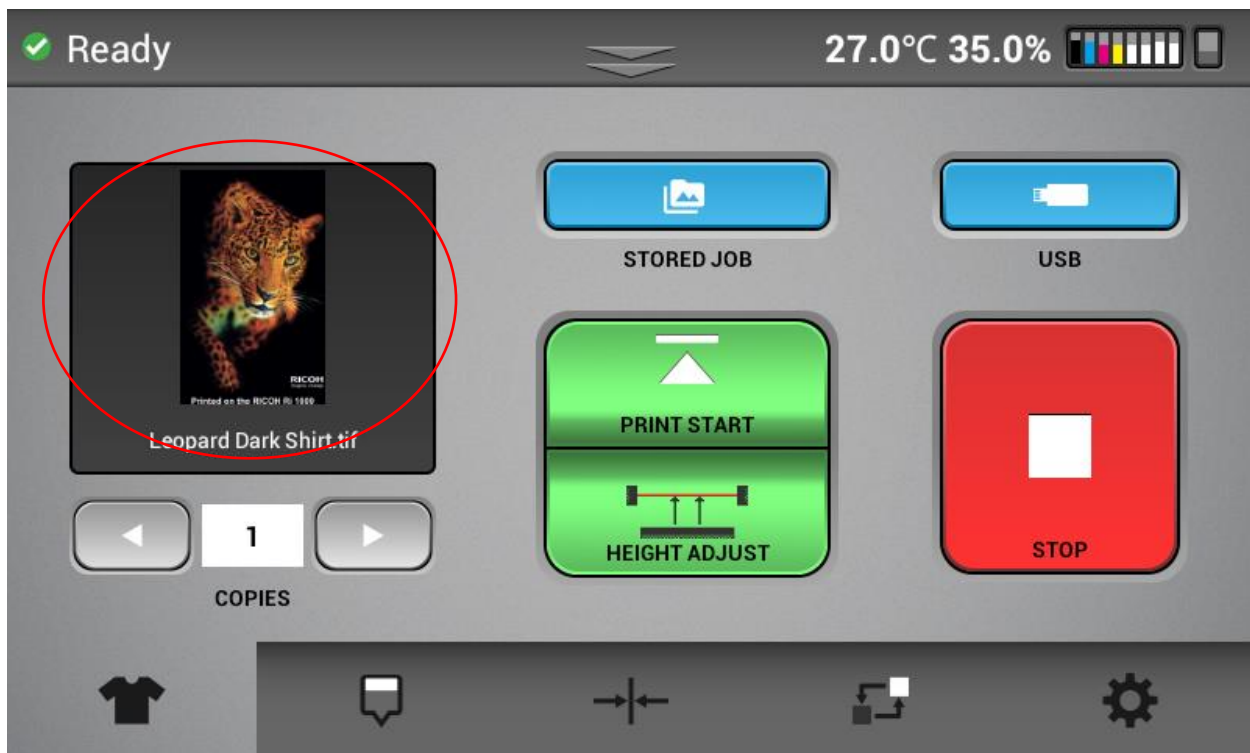 Ready
27.0°C 35.0%
RICOH
Printed on the RICOH Ri 1000
Leopard Dark Shirt.tif
1
COPIES
STORED JOB
USB
PRINT START
HEIGHT ADJUST
STOP